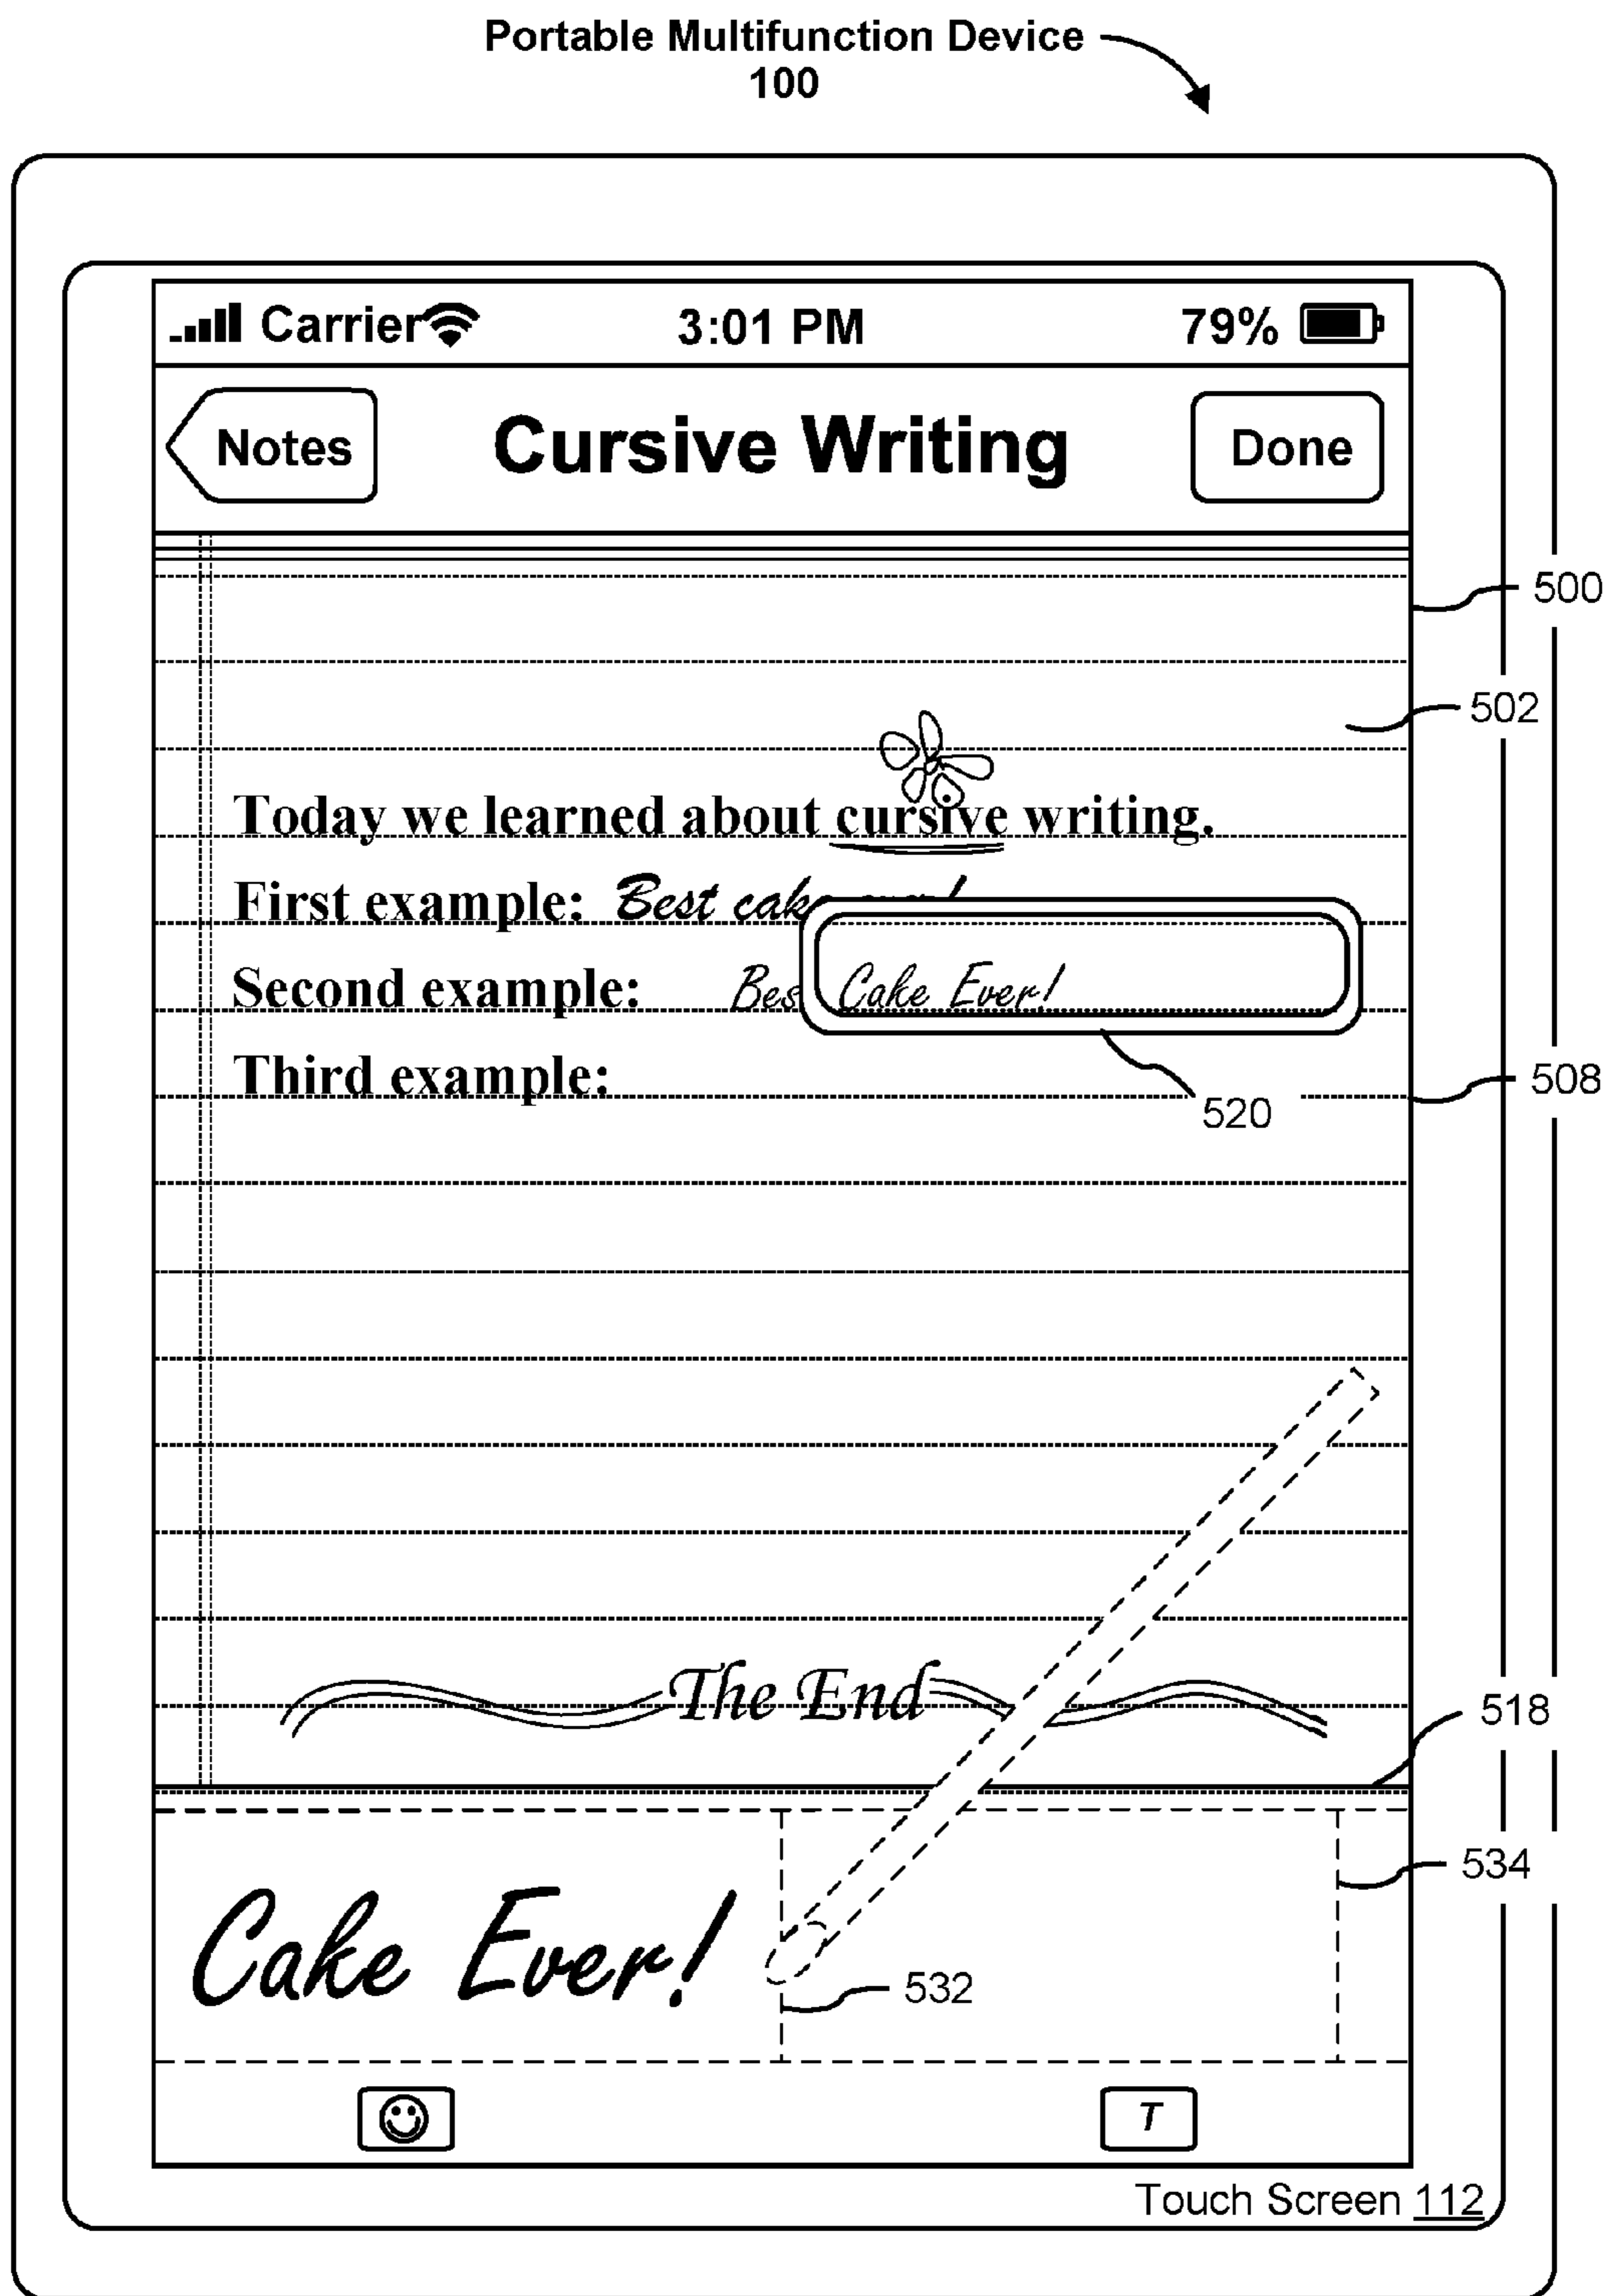 Portable Multifunction Device
100
Carrier 3:01 PM 79%
Notes Cursive Writing Done
500
502
Today we learned about cursive writing.
First example: Best
Second example: Cake Ever!
Third example:
508
520
The End
518
534
Cake Ever!
532
T
Touch Screen 112